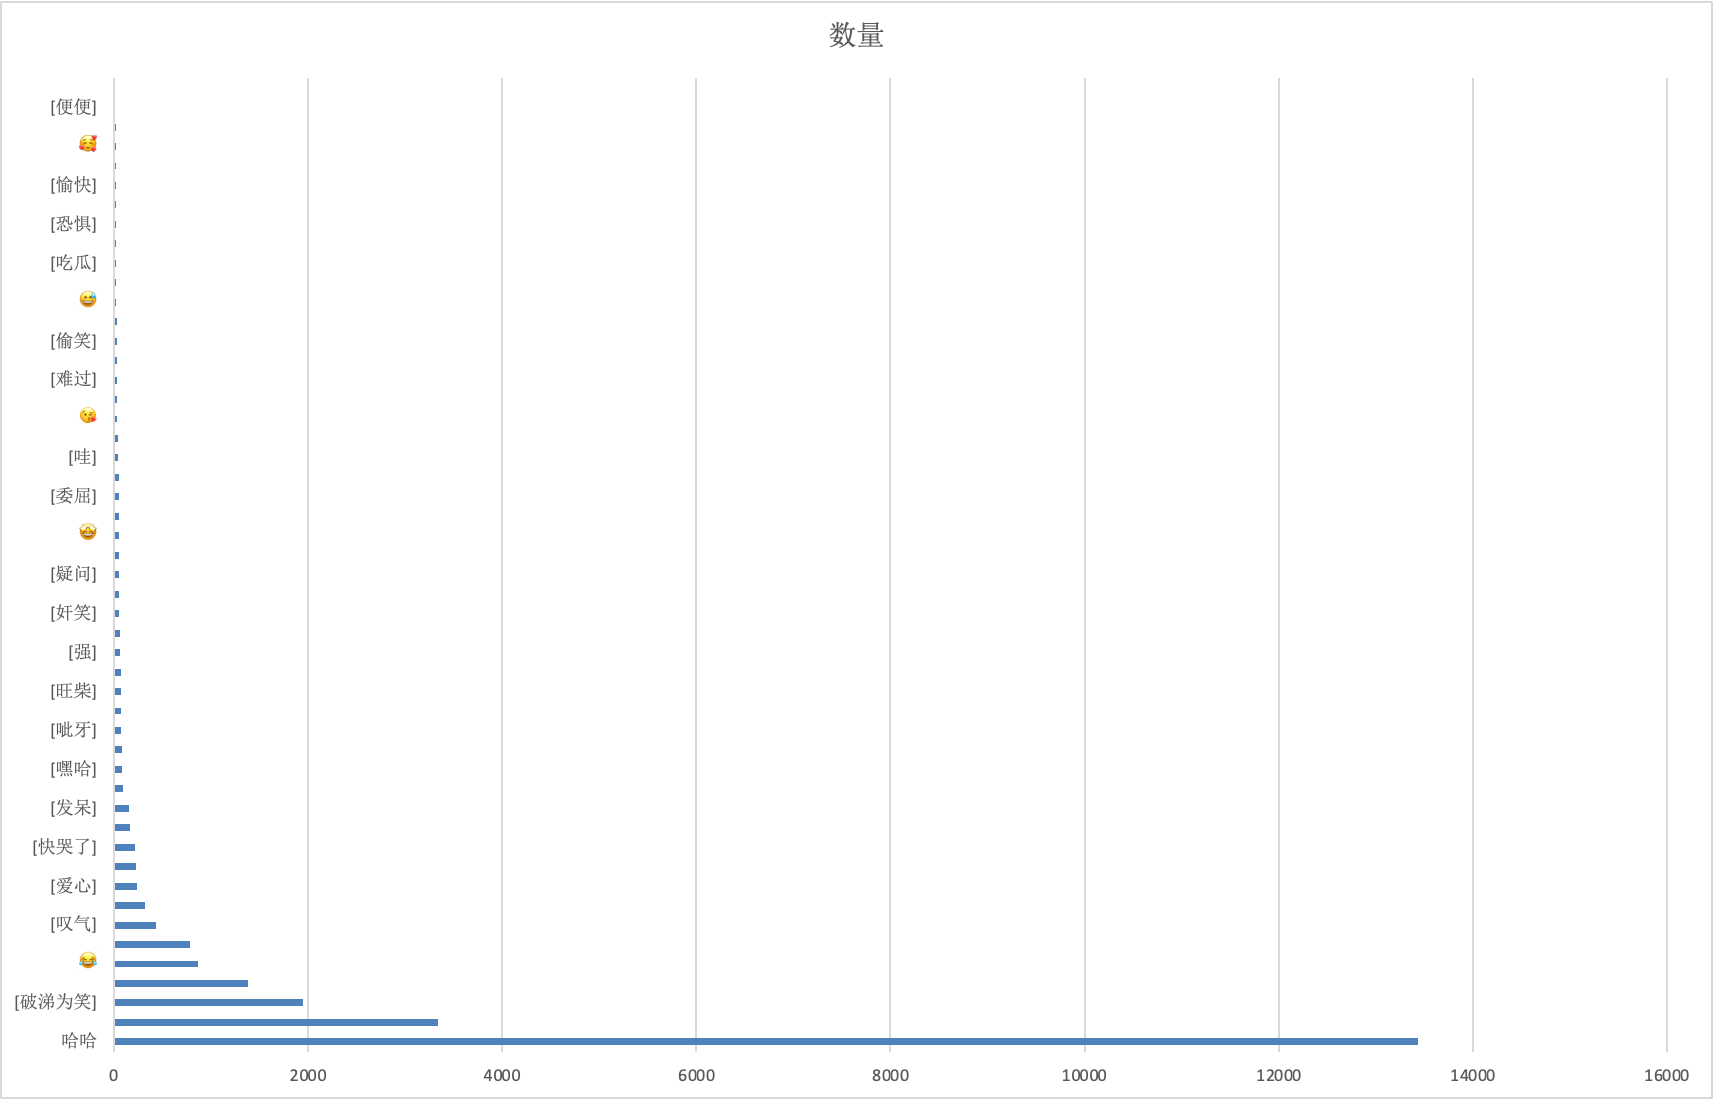 数量
[便便]
🥰
[愉快]
[恐惧]
[吃瓜]
😅
[偷笑]
[难过]
😘
[哇]
[委屈]
🤩
[疑问]
[奸笑]
[强]
[旺柴]
[呲牙]
[嘿哈]
[发呆]
[快哭了]
[爱心]
[叹气]
😂
[破涕为笑]
哈哈
0 2000 4000 6000 8000 10000 12000 14000 16000